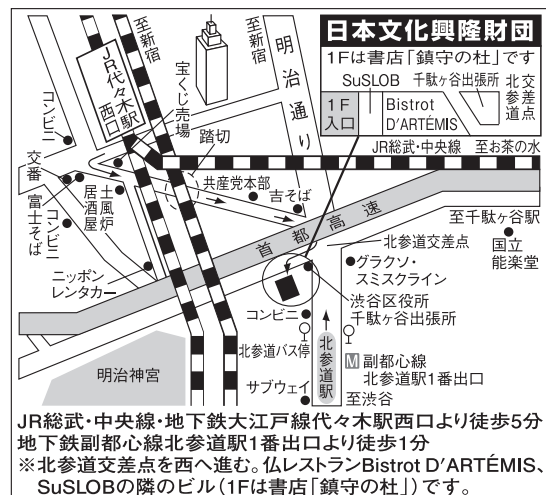 日本文化興隆財団
1Fは書店「鎮守の杜」です
SuSLOB
千駄ヶ谷出張所
北参道交差点
1F入口
Bistrot D'ARTÉMIS
至新宿
至新宿
JR代々木駅
西口
宝くじ売場
明治通り
踏切
コンビニ
JR総武・中央線 至お茶の水
交番
富士そば
コンビニ
居酒屋
土風炉
共産党本部
吉そば
首都高速
至千駄ヶ谷駅
国立能楽堂
北参道交差点
グラクソ・スミスクライン
ニッポンレンタカー
渋谷区役所千駄ヶ谷出張所
コンビニ
北参道バス停
北参道駅
M 副都心線
北参道駅1番出口
明治神宮
サブウェイ
至渋谷
JR総武・中央線・地下鉄大江戸線代々木駅西口より徒歩5分
地下鉄副都心線北参道駅1番出口より徒歩1分
※北参道交差点を西へ進む。仏レストランBistrot D'ARTÉMIS、
SuSLOBの隣のビル(1Fは書店「鎮守の杜」)です。